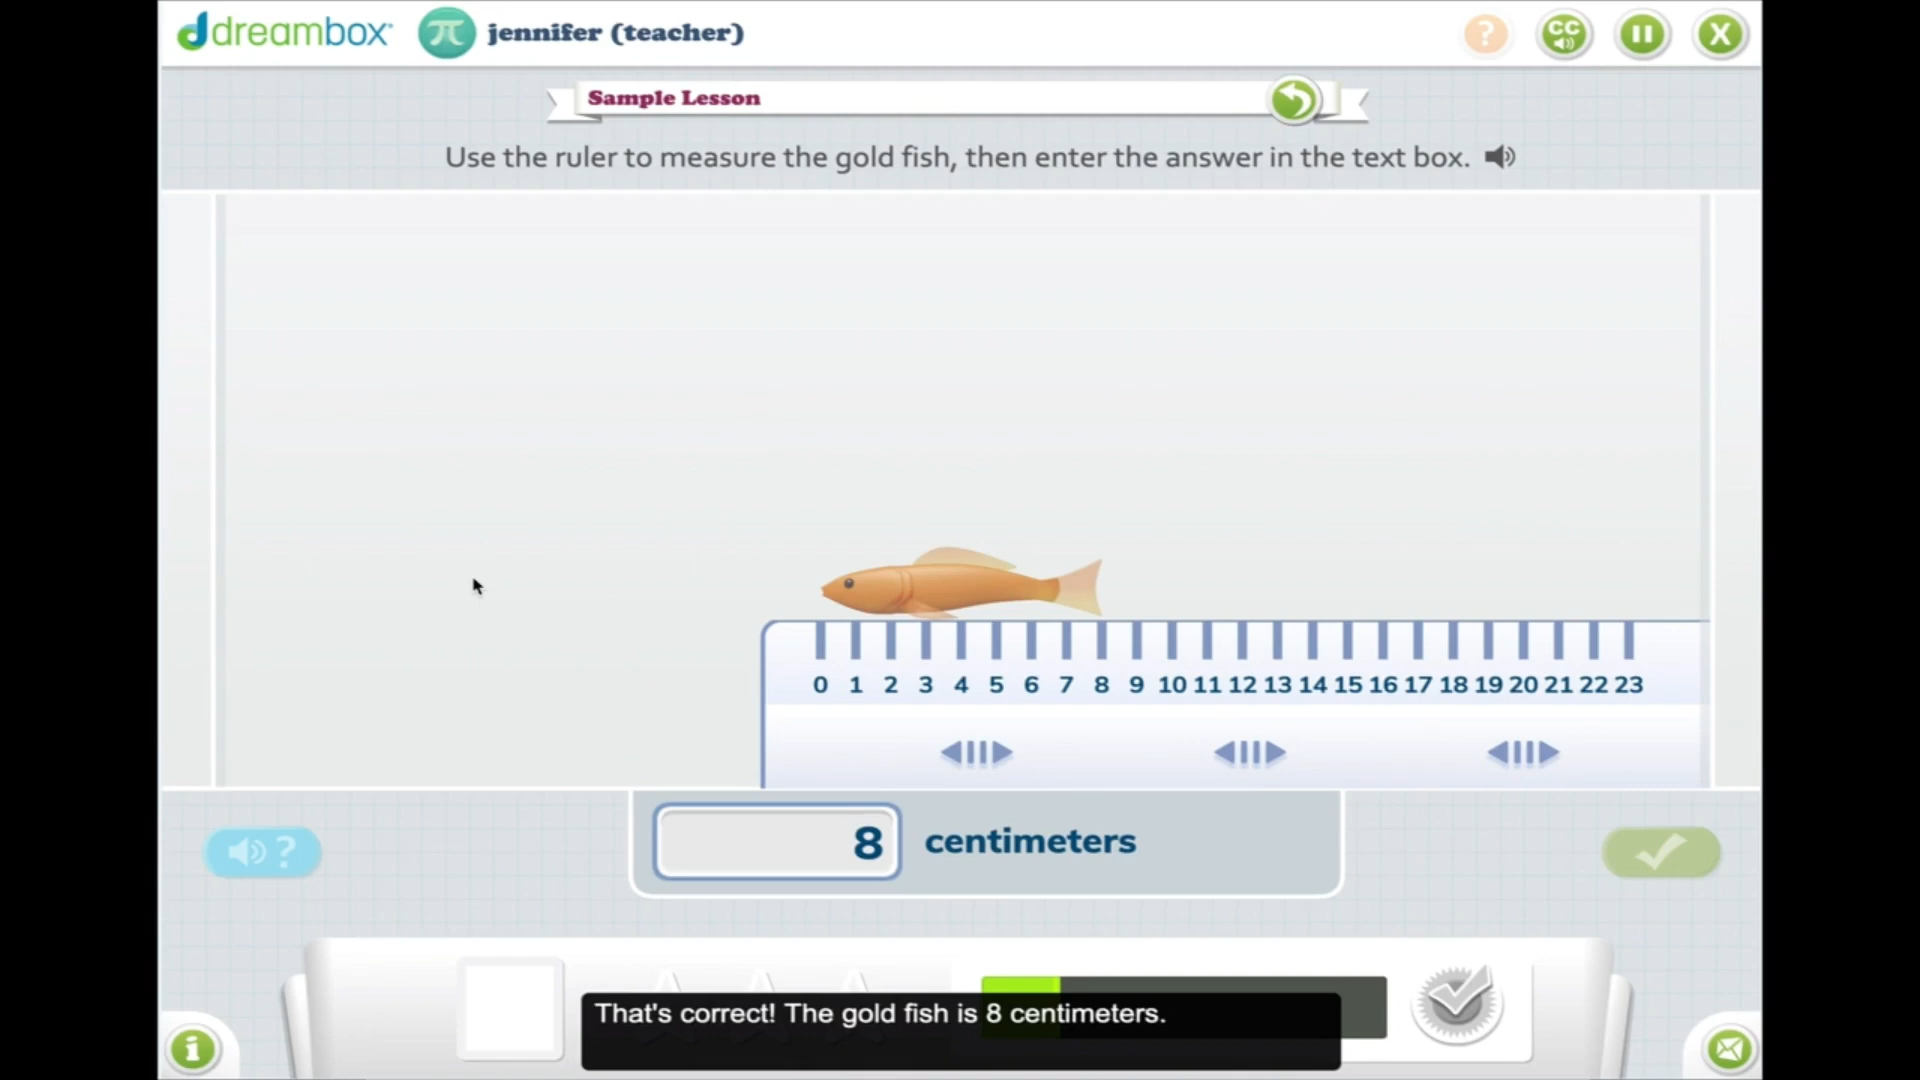 dreambox
π
jennifer (teacher)
?
CC
X
Sample Lesson
Use the ruler to measure the gold fish, then enter the answer in the text box.
0 1 2 3 4 5 6 7 8 9 10 11 12 13 14 15 16 17 18 19 20 21 22 23
?
8 centimeters
That's correct! The gold fish is 8 centimeters.
i